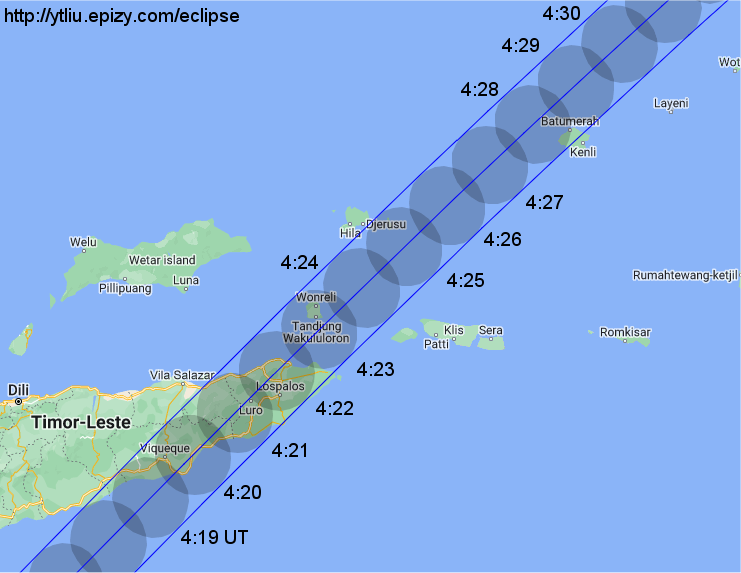 http://ytliu.epizy.com/eclipse
4:30
4:29
4:28
Wot
Layeni
Batumerah
Kenli
4:27
Hila
Djerusu
4:26
Welu
Wetar island
Pillipuang
Luna
4:24
4:25
Rumahtewang-ketjil
Wonreli
Tandjung
Wakululoron
Klis
Sera
Patti
Romkisar
4:23
Vila Salazar
Dili
Lospalos
Luro
4:22
Timor-Leste
Viqueque
4:21
4:20
4:19 UT